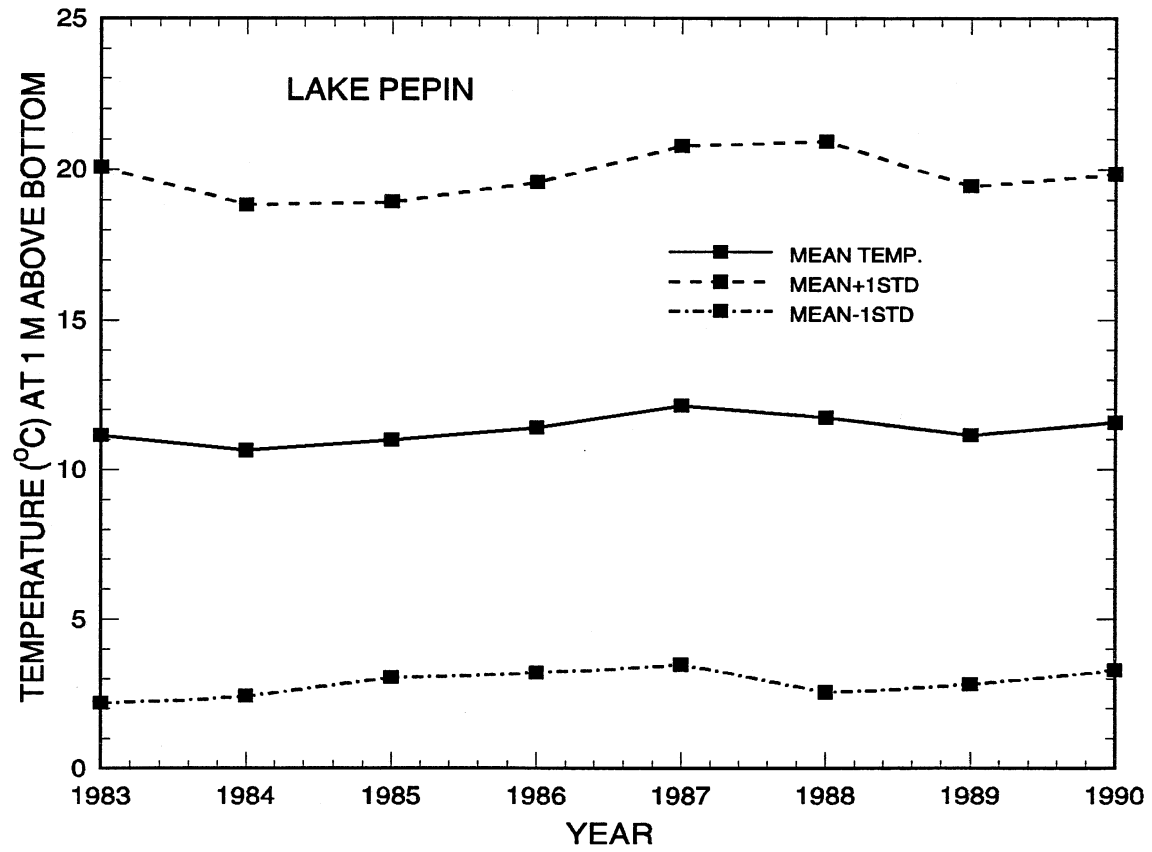 25
LAKE PEPIN
20
MEAN TEMP.
MEAN+1STD
MEAN-1STD
15
10
5
0
TEMPERATURE (°C) AT 1 M ABOVE BOTTOM
1983 1984 1985 1986 1987 1988 1989 1990
YEAR